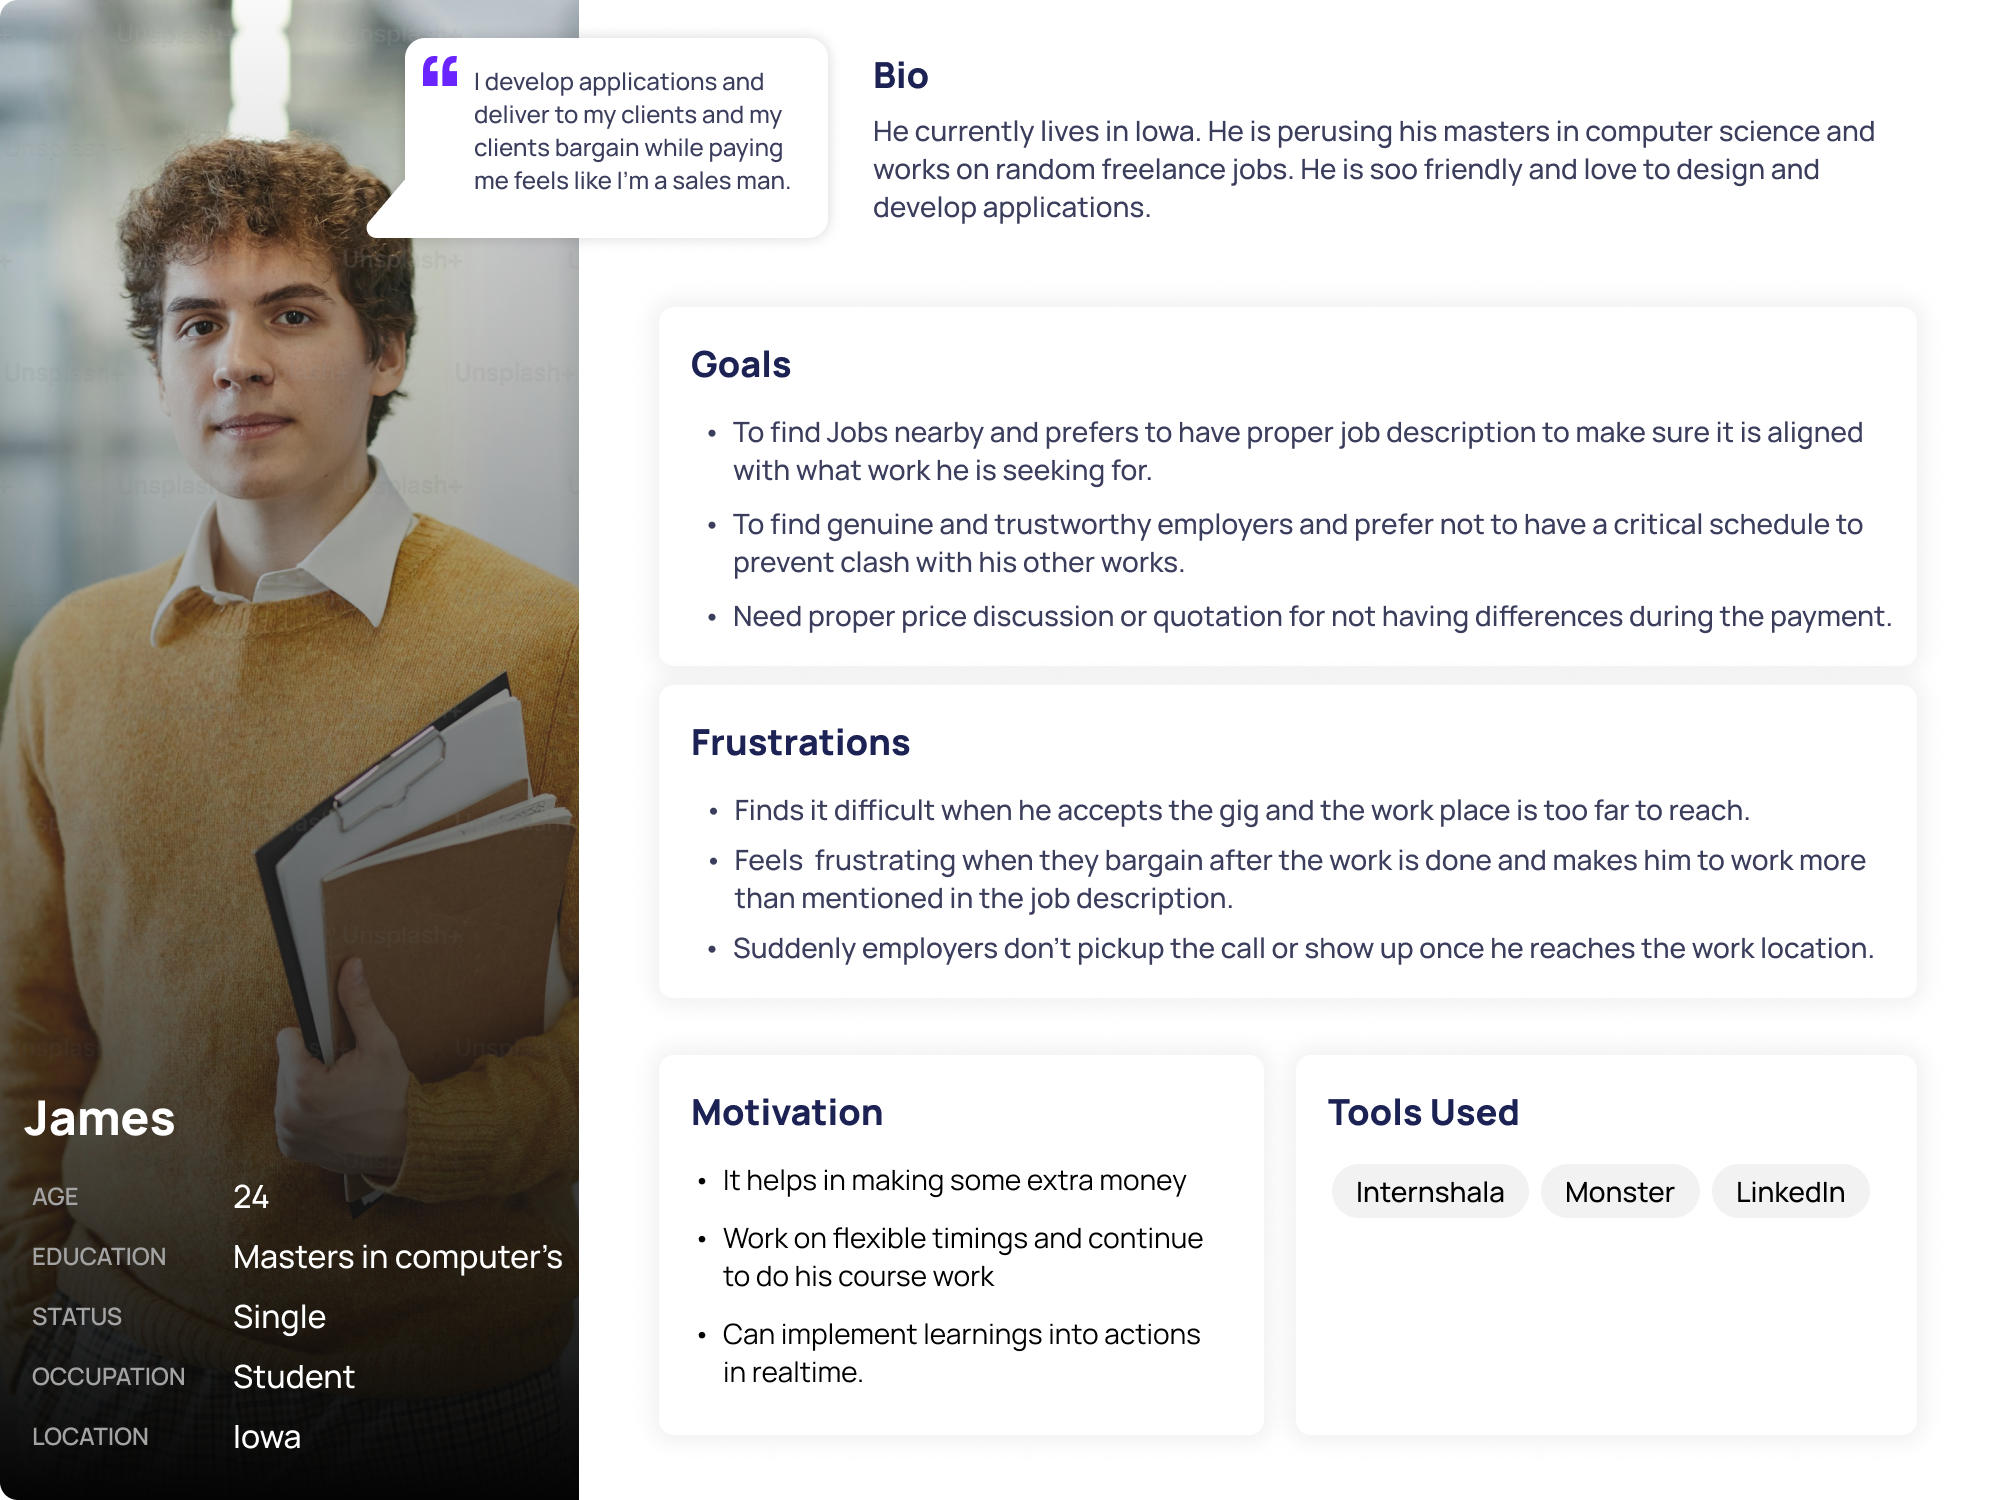 I develop applications and
deliver to my clients and my
clients bargain while paying
me feels like I'm a sales man.
Bio
He currently lives in Iowa. He is perusing his masters in computer science and
works on random freelance jobs. He is soo friendly and love to design and
develop applications.
Goals
• To find Jobs nearby and prefers to have proper job description to make sure it is aligned
with what work he is seeking for.
• To find genuine and trustworthy employers and prefer not to have a critical schedule to
prevent clash with his other works.
• Need proper price discussion or quotation for not having differences during the payment.
Frustrations
• Finds it difficult when he accepts the gig and the work place is too far to reach.
• Feels  frustrating when they bargain after the work is done and makes him to work more
than mentioned in the job description.
• Suddenly employers don't pickup the call or show up once he reaches the work location.
James
AGE 24
EDUCATION Masters in computer's
STATUS Single
OCCUPATION Student
LOCATION Iowa
Motivation
• It helps in making some extra money
• Work on flexible timings and continue
to do his course work
• Can implement learnings into actions
in realtime.
Tools Used
Internshala Monster LinkedIn
Unsplash+